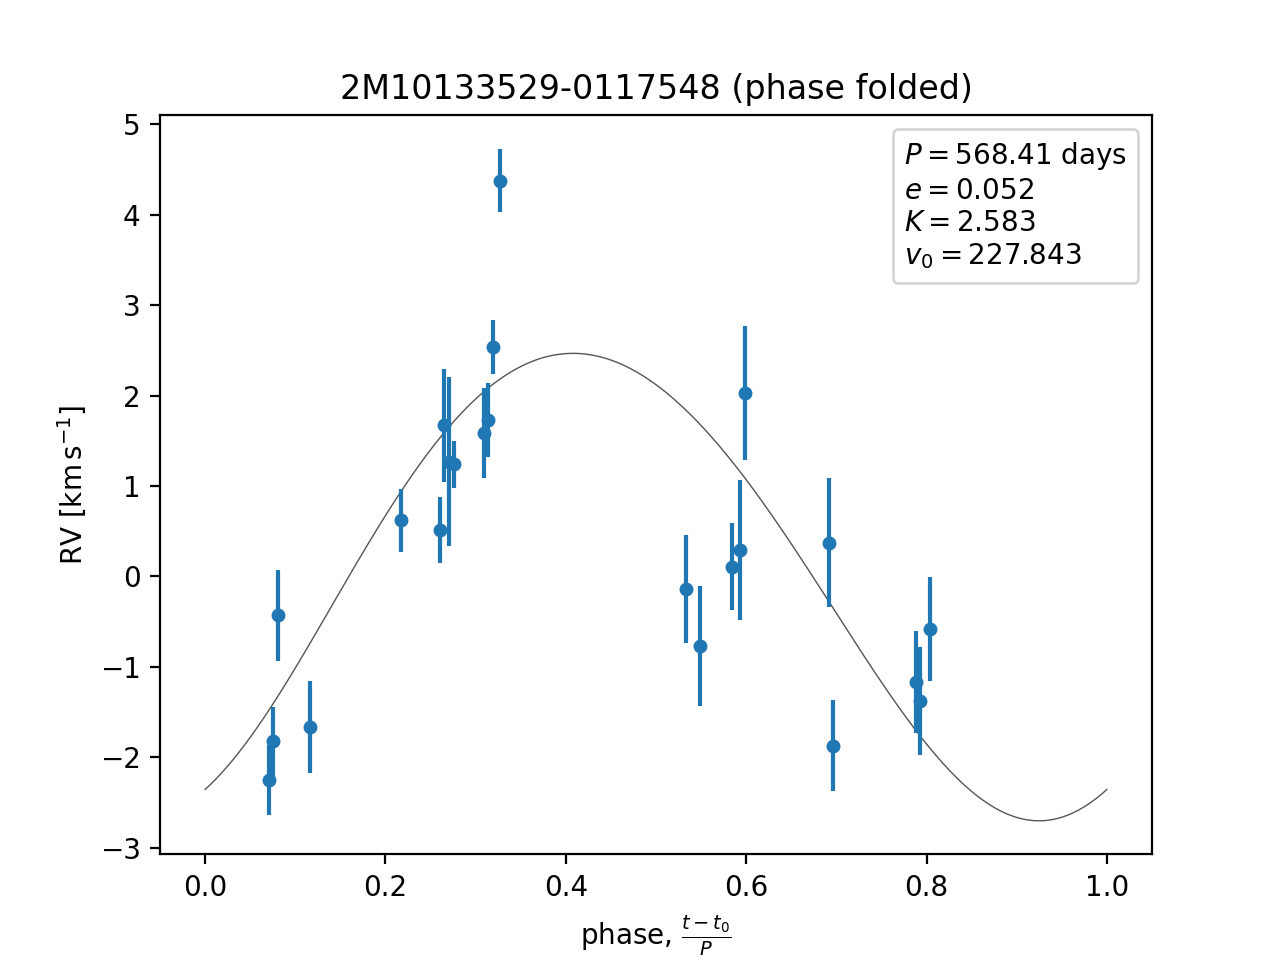 2M10133529-0117548 (phase folded)
P = 568.41 days
e = 0.052
K = 2.583
v₀ = 227.843
5
4
3
2
1
0
−1
−2
−3
RV [km s⁻¹]
0.0 0.2 0.4 0.6 0.8 1.0
phase, (t − t₀)/P